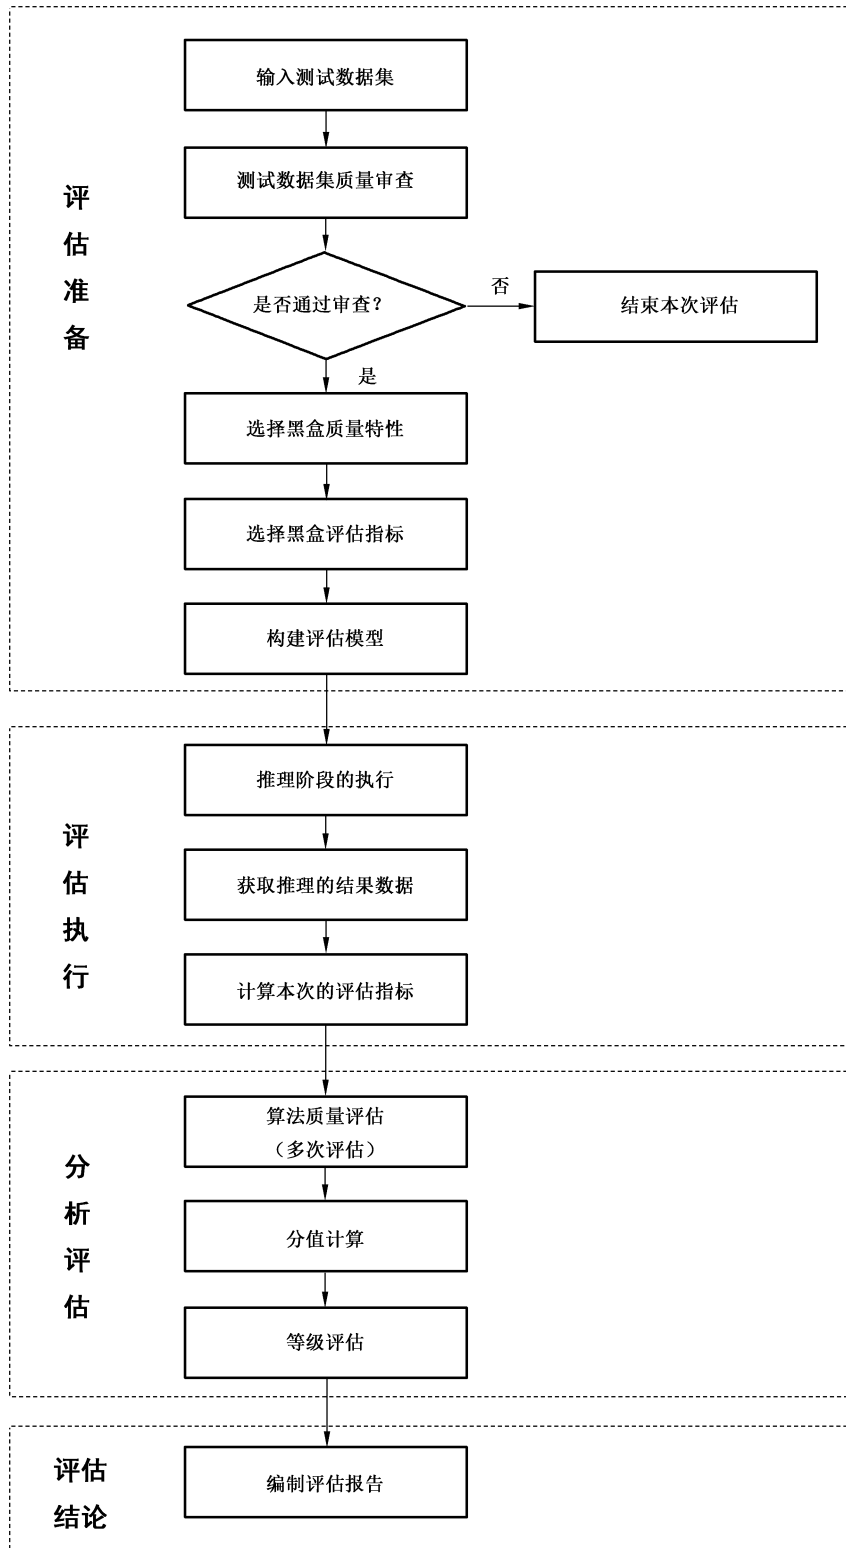 评估准备
输入测试数据集
测试数据集质量审查
是否通过审查？
否
结束本次评估
是
选择黑盒质量特性
选择黑盒评估指标
构建评估模型
评估执行
推理阶段的执行
获取推理的结果数据
计算本次的评估指标
分析评估
算法质量评估
（多次评估）
分值计算
等级评估
评估
结论
编制评估报告